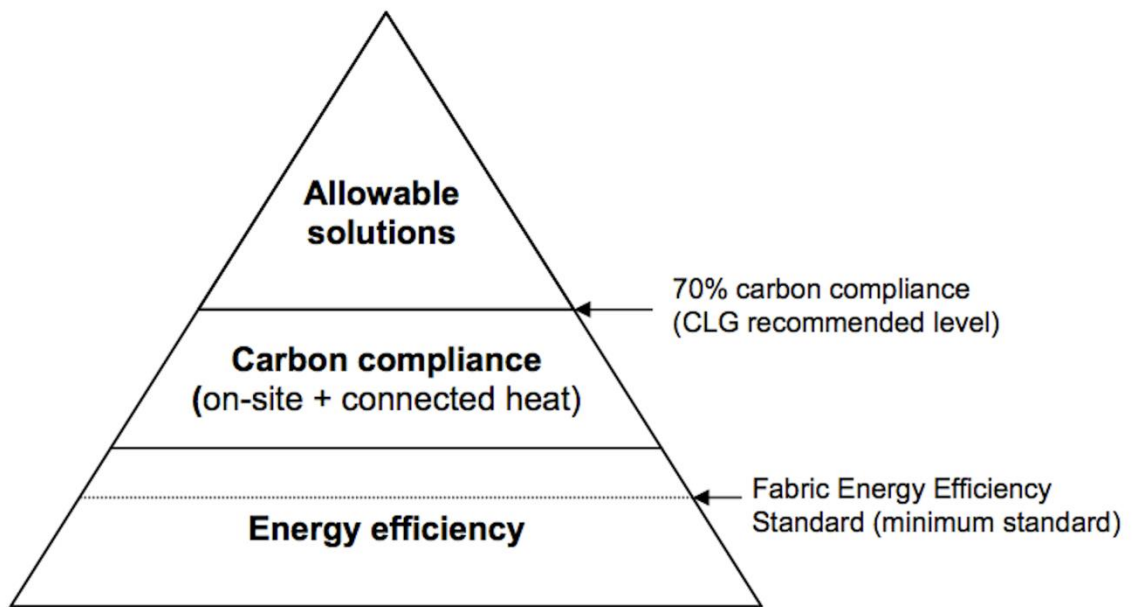 Allowable
solutions
70% carbon compliance
(CLG recommended level)
Carbon compliance
(on-site + connected heat)
Fabric Energy Efficiency
Standard (minimum standard)
Energy efficiency